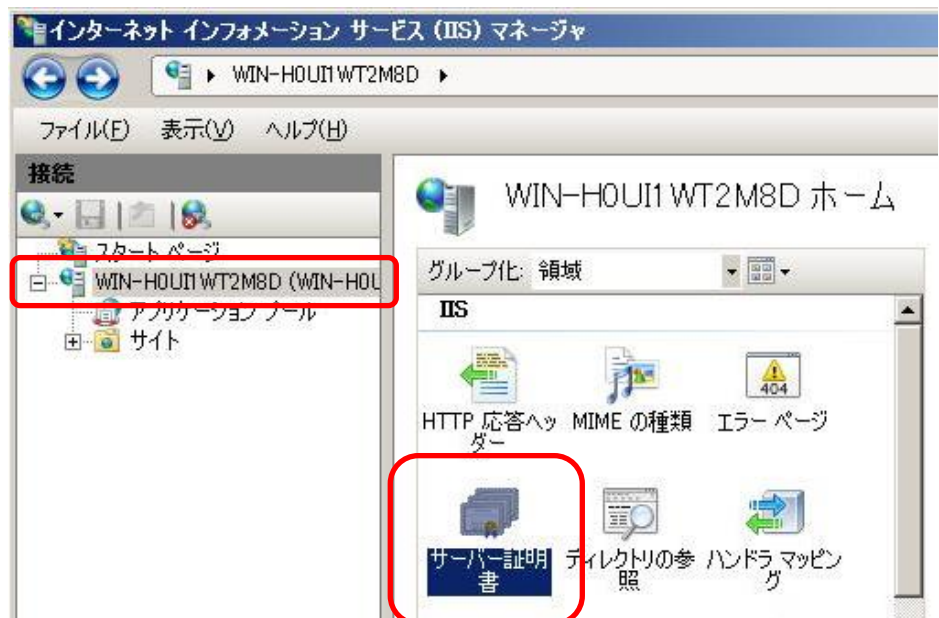 インターネット インフォメーション サービス (IIS) マネージャ
WIN-H0UI1WT2M8D
ファイル(F) 表示(V) ヘルプ(H)
接続
スタート ページ
WIN-H0UI1WT2M8D (WIN-H0U
アプリケーション プール
サイト
WIN-H0UI1WT2M8D ホーム
グループ化: 領域
IIS
HTTP 応答ヘッ
ダー
MIME の種類
404
エラー ページ
サーバー証明
書
ディレクトリの参
照
ハンドラ マッピン
グ